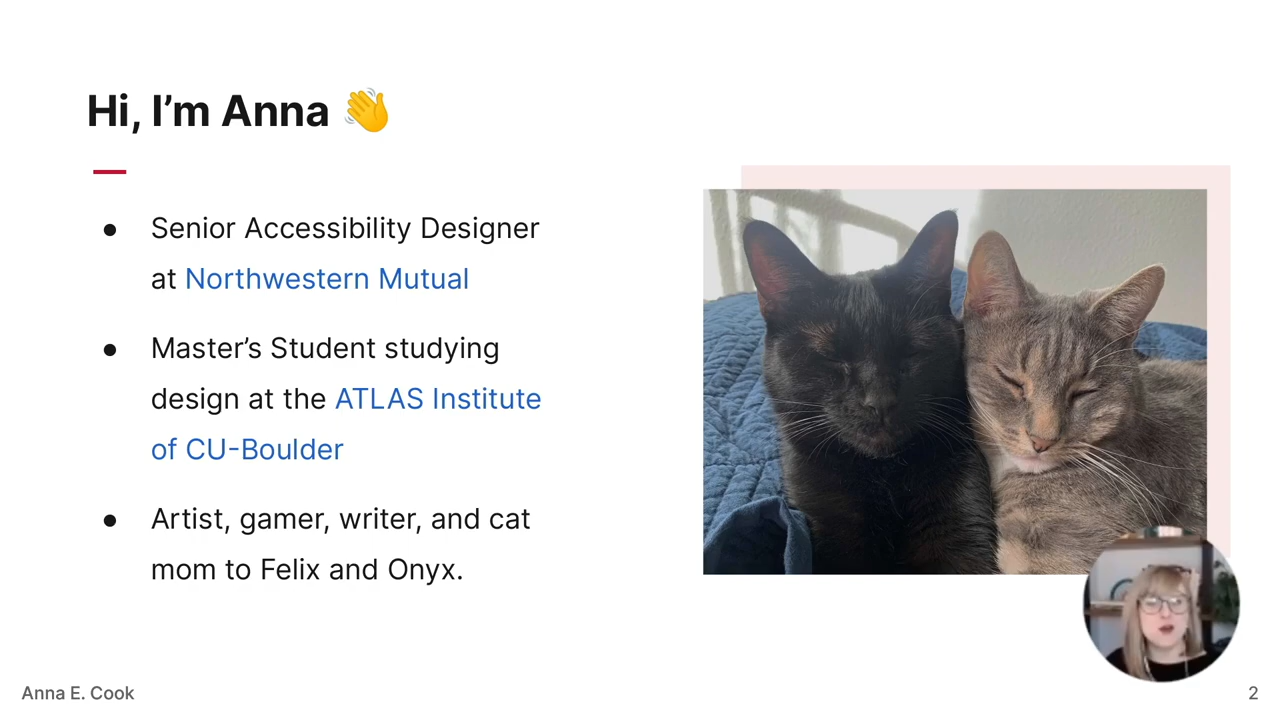 Hi, I’m Anna 👋
● Senior Accessibility Designer
at Northwestern Mutual
● Master’s Student studying
design at the ATLAS Institute
of CU-Boulder
● Artist, gamer, writer, and cat
mom to Felix and Onyx.
Anna E. Cook
2